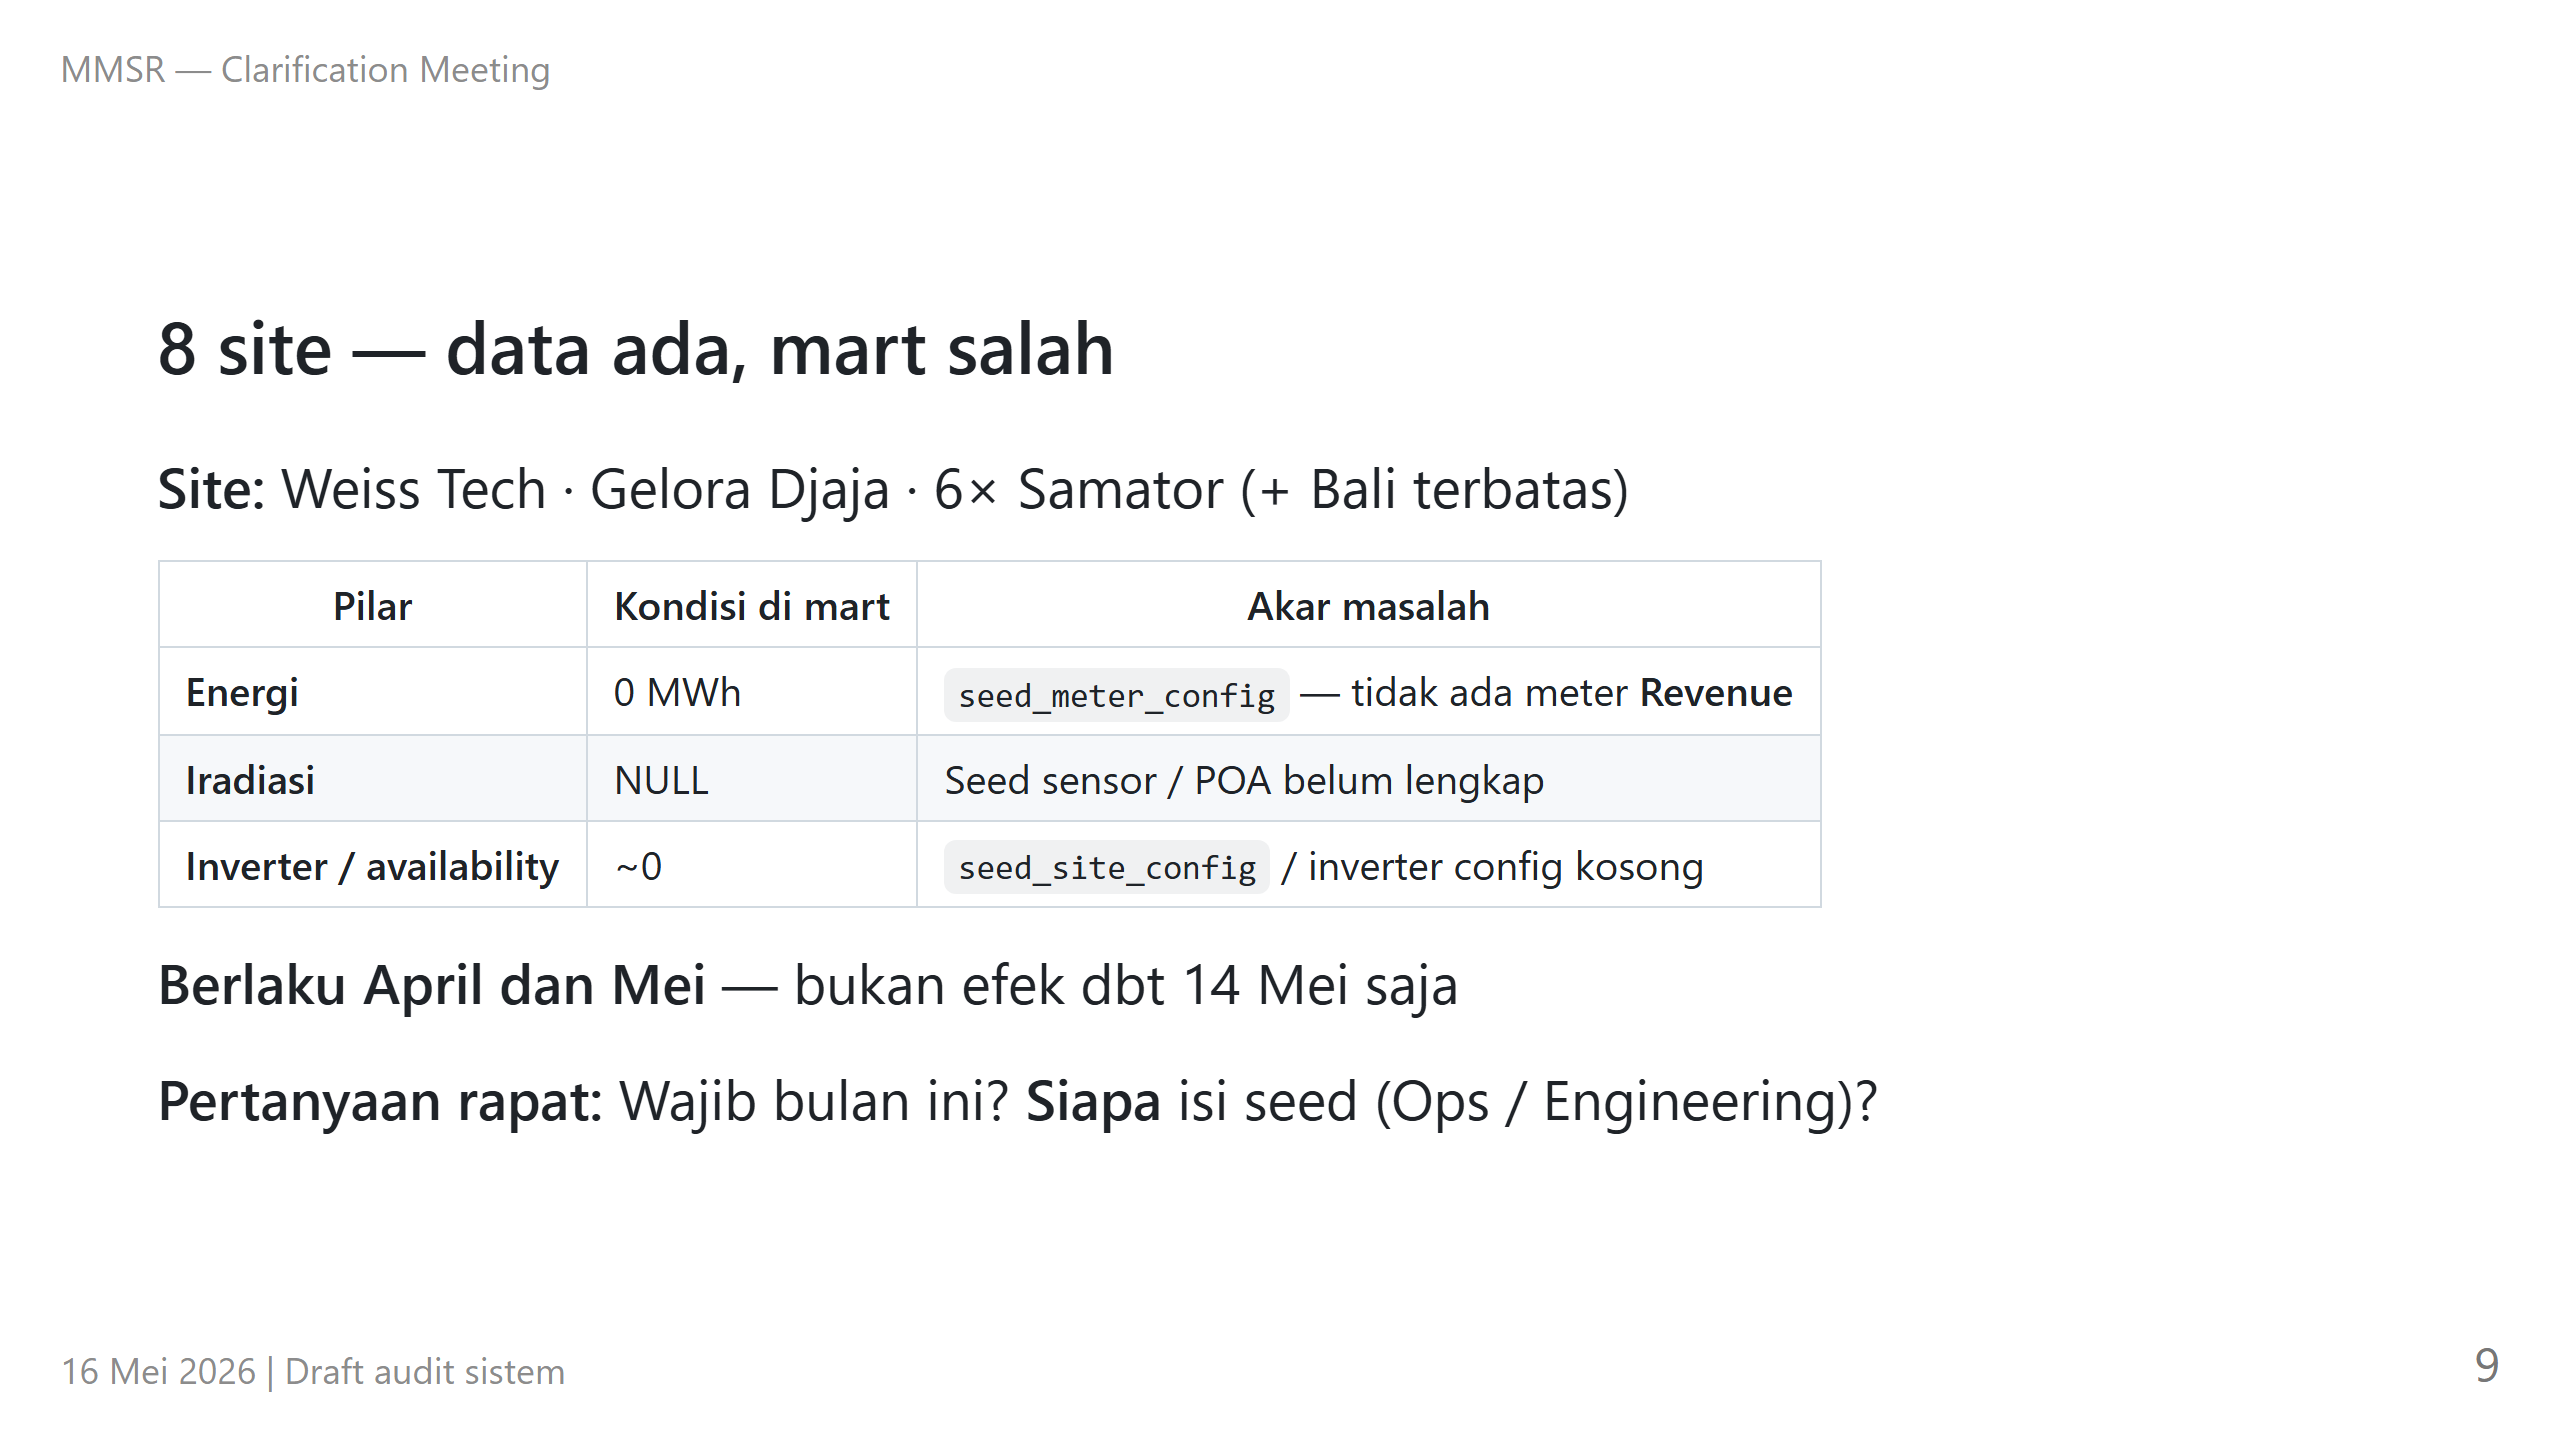 MMSR — Clarification Meeting
8 site — data ada, mart salah
Site: Weiss Tech · Gelora Djaja · 6× Samator (+ Bali terbatas)
Pilar Kondisi di mart Akar masalah
Energi 0 MWh seed_meter_config — tidak ada meter Revenue
Iradiasi NULL Seed sensor / POA belum lengkap
Inverter / availability ~0 seed_site_config / inverter config kosong
Berlaku April dan Mei — bukan efek dbt 14 Mei saja
Pertanyaan rapat: Wajib bulan ini? Siapa isi seed (Ops / Engineering)?
16 Mei 2026 | Draft audit sistem
9